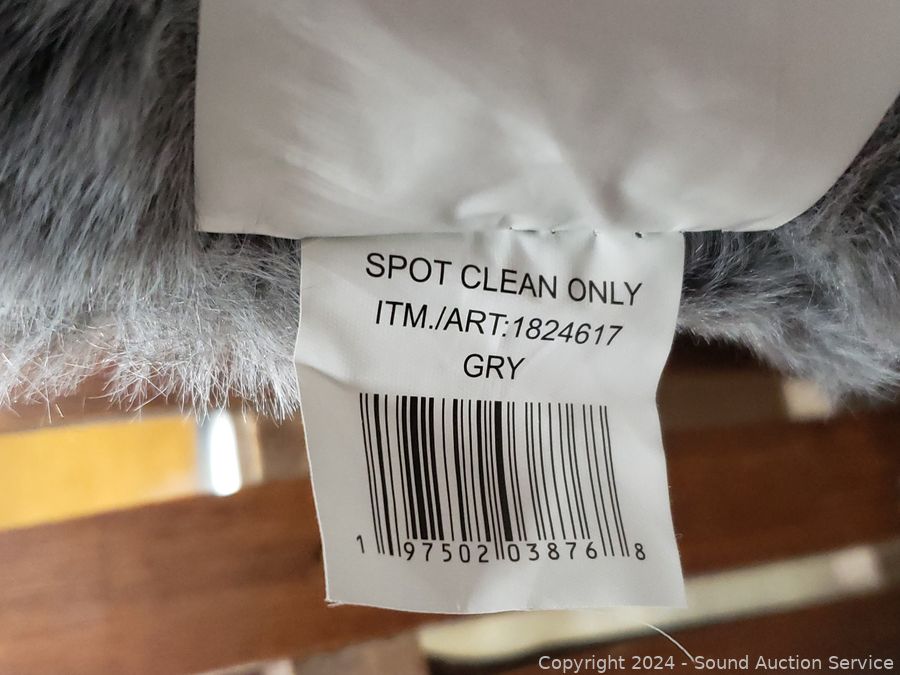 SPOT CLEAN ONLY
ITM./ART:1824617
GRY
1 97502 03876 8
Copyright 2024 - Sound Auction Service